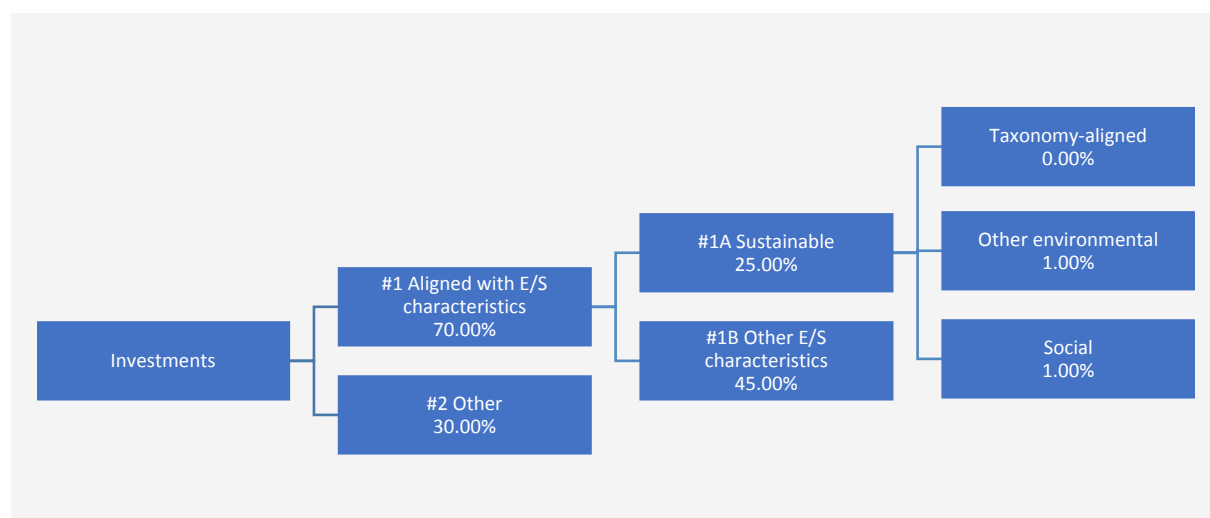 Investments
#1 Aligned with E/S
characteristics
70.00%
#2 Other
30.00%
#1A Sustainable
25.00%
#1B Other E/S
characteristics
45.00%
Taxonomy-aligned
0.00%
Other environmental
1.00%
Social
1.00%